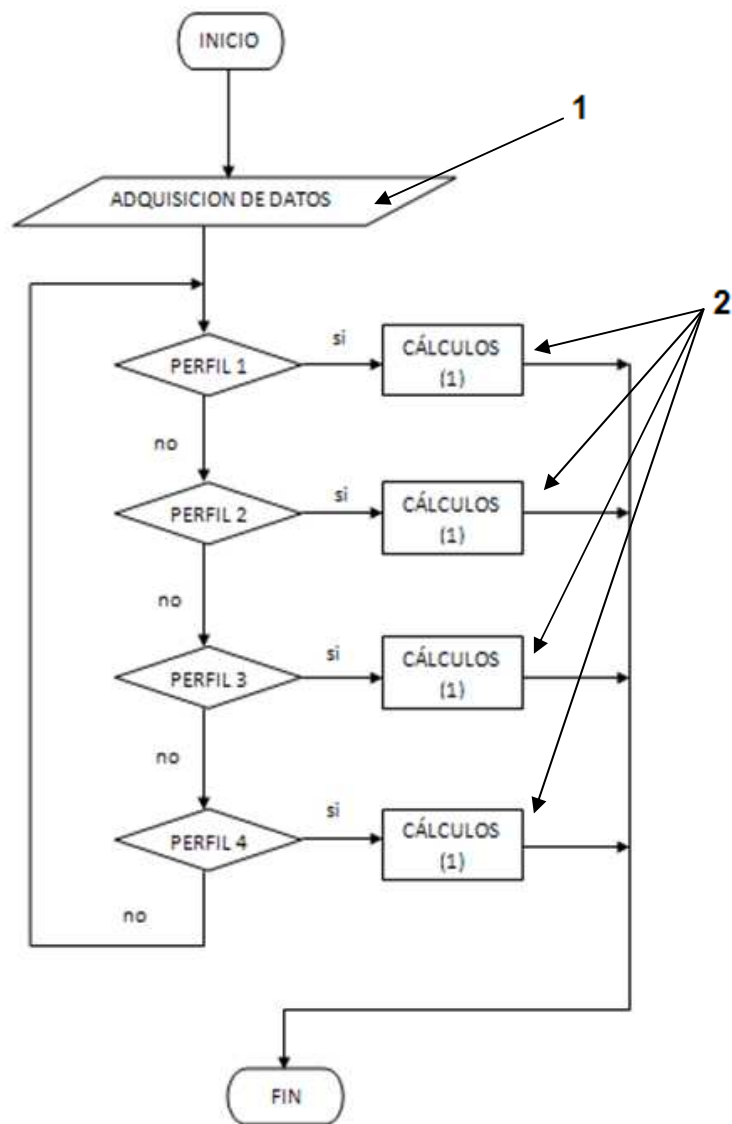 INICIO
1
ADQUISICION DE DATOS
2
si
PERFIL 1
CÁLCULOS
(1)
no
si
PERFIL 2
CÁLCULOS
(1)
no
si
PERFIL 3
CÁLCULOS
(1)
no
si
PERFIL 4
CÁLCULOS
(1)
no
FIN